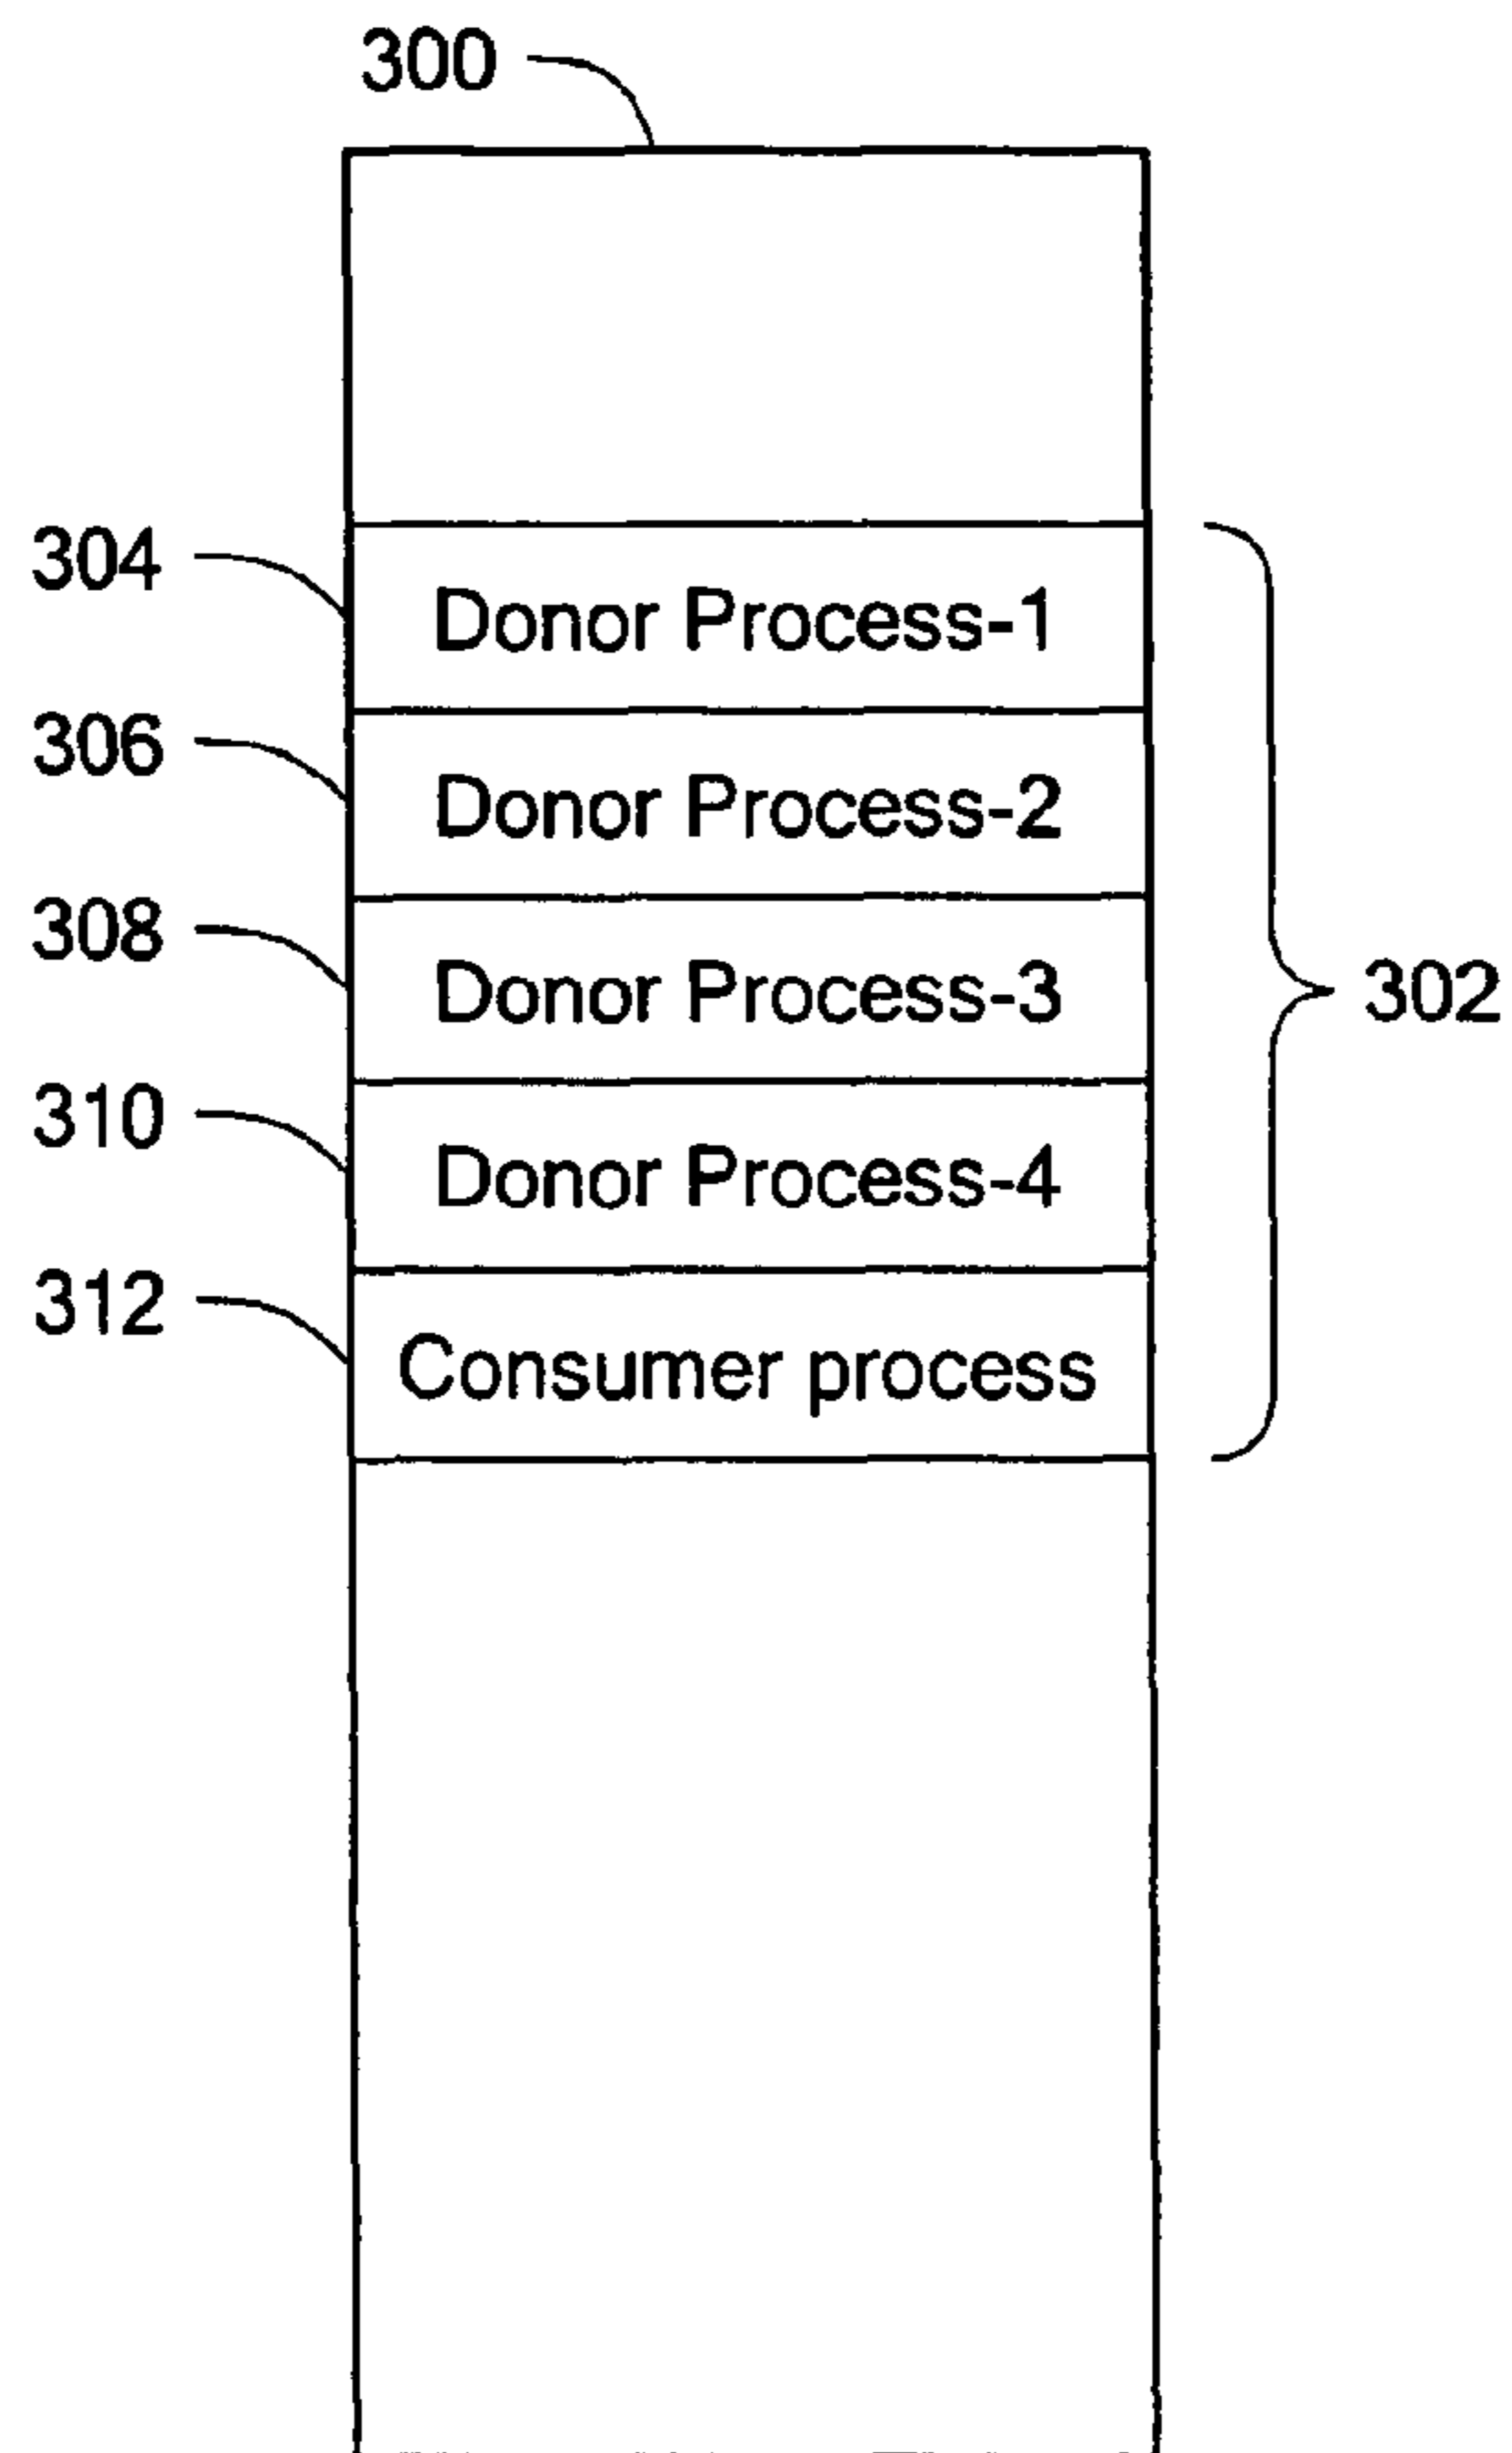 300
304
Donor Process-1
306
Donor Process-2
308
Donor Process-3
302
310
Donor Process-4
312
Consumer process